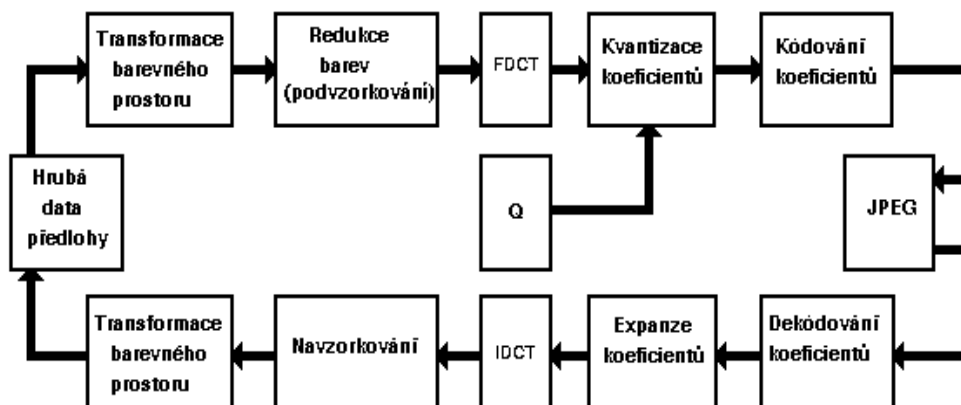 Transformace
barevného
prostoru
Redukce
barev
(podvzorkování)
FDCT
Kvantizace
koeficientů
Kódování
koeficientů
Hrubá
data
předlohy
Q
JPEG
Transformace
barevného
prostoru
Navzorkování
IDCT
Expanze
koeficientů
Dekódování
koeficientů